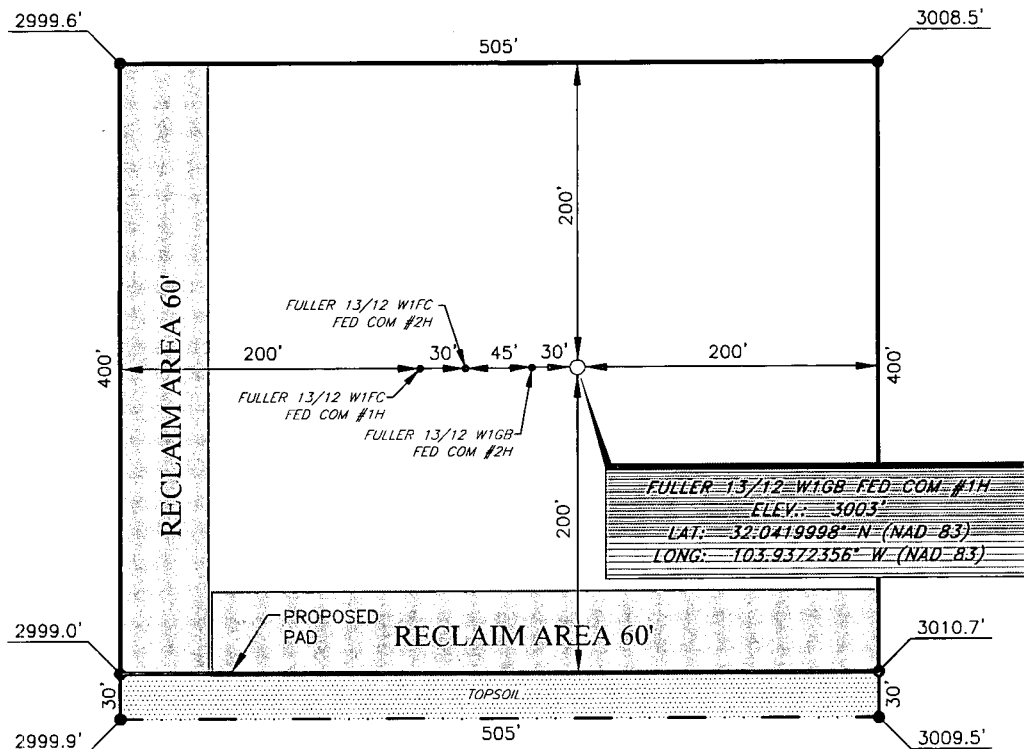 2999.6'
3008.5'
505'
200'
FULLER 13/12 W1FC
FED COM #2H
200'
30'
45'
30'
200'
400'
RECLAIM AREA 60'
400'
FULLER 13/12 W1FC
FED COM #1H
FULLER 13/12 W1GB
FED COM #2H
FULLER 13/12 W1GB FED COM #1H
ELEV.: 3003'
LAT: 32.0419998° N (NAD 83)
LONG: 103.9372356° W (NAD 83)
200'
PROPOSED
PAD
RECLAIM AREA 60'
2999.0'
3010.7'
30'
TOPSOIL
30'
505'
2999.9'
3009.5'